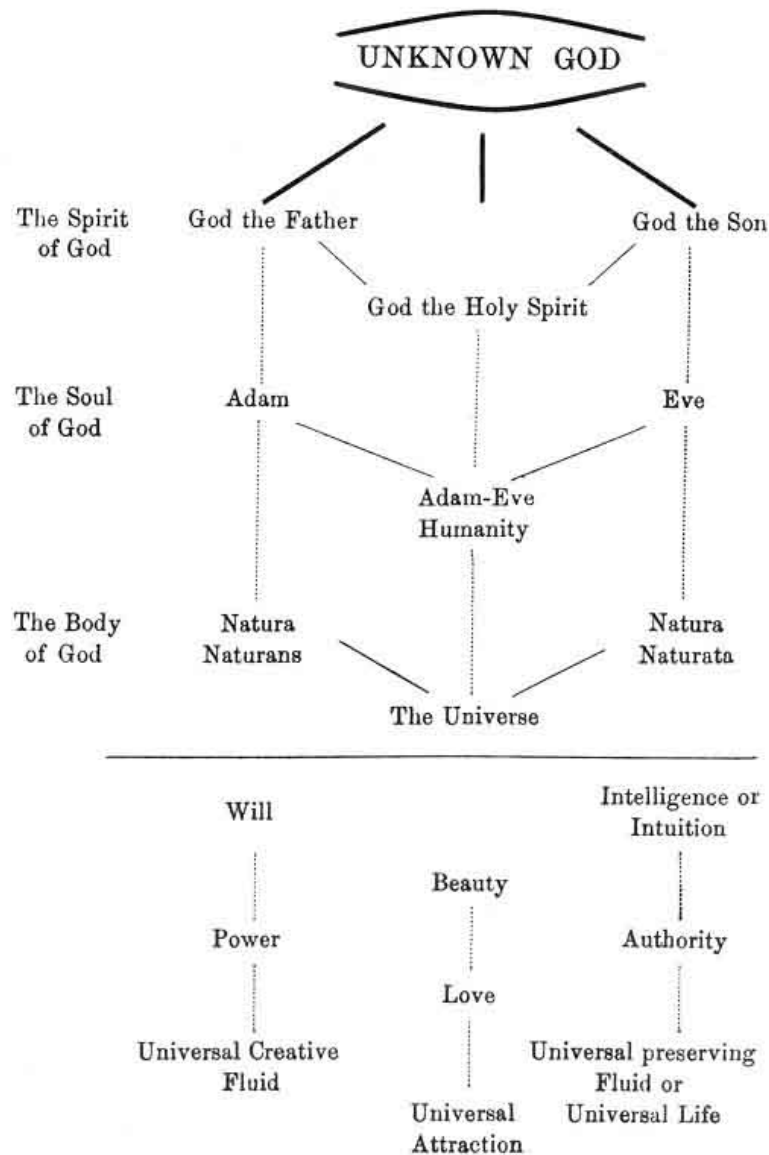 UNKNOWN GOD
The Spirit
of God
God the Father
God the Son
God the Holy Spirit
The Soul
of God
Adam
Eve
Adam-Eve
Humanity
The Body
of God
Natura
Naturans
Natura
Naturata
The Universe
Will
Intelligence or
Intuition
Beauty
Power
Authority
Love
Universal Creative
Fluid
Universal preserving
Fluid or
Universal Life
Universal
Attraction